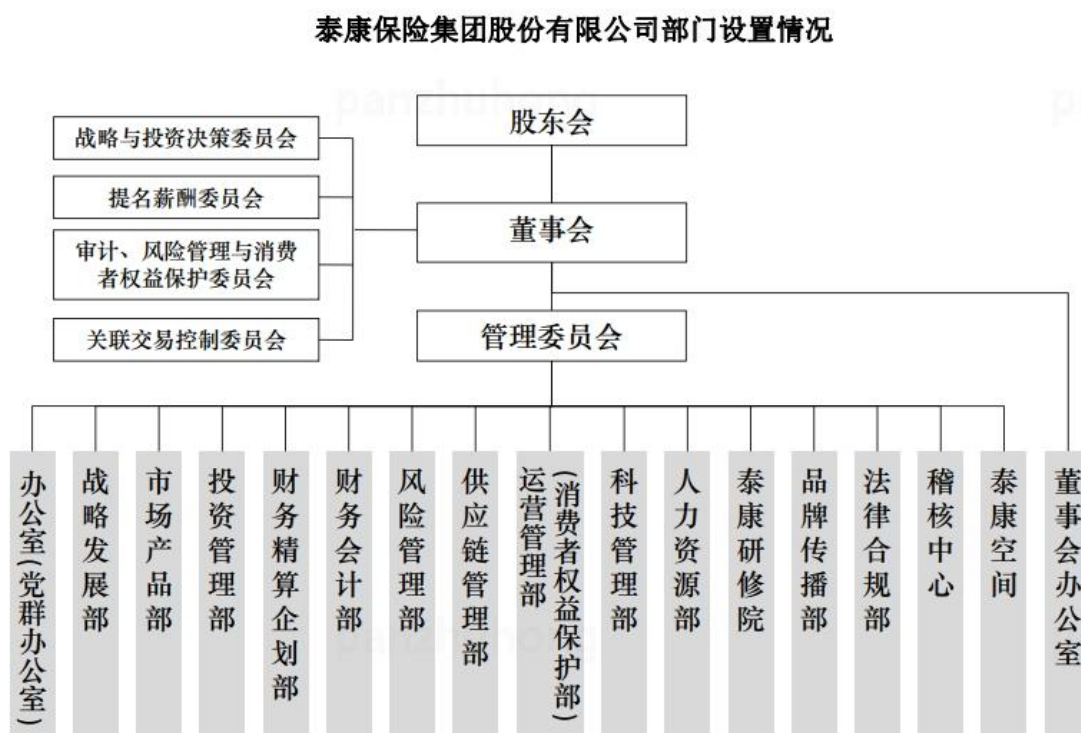 泰康保险集团股份有限公司部门设置情况
panzhuhong
p
股东会
战略与投资决策委员会
提名薪酬委员会
董事会
审计、风险管理与消费
者权益保护委员会
关联交易控制委员会
管理委员会
办公室(党群办公室)
战略发展部
市场产品部
投资管理部
财务精算企划部
财务会计部
风险管理部
供应链管理部
运营管理部
(消费者权益保护部)
科技管理部
人力资源部
泰康研修院
品牌传播部
法律合规部
稽核中心
泰康空间
董事会办公室
panzhuhong